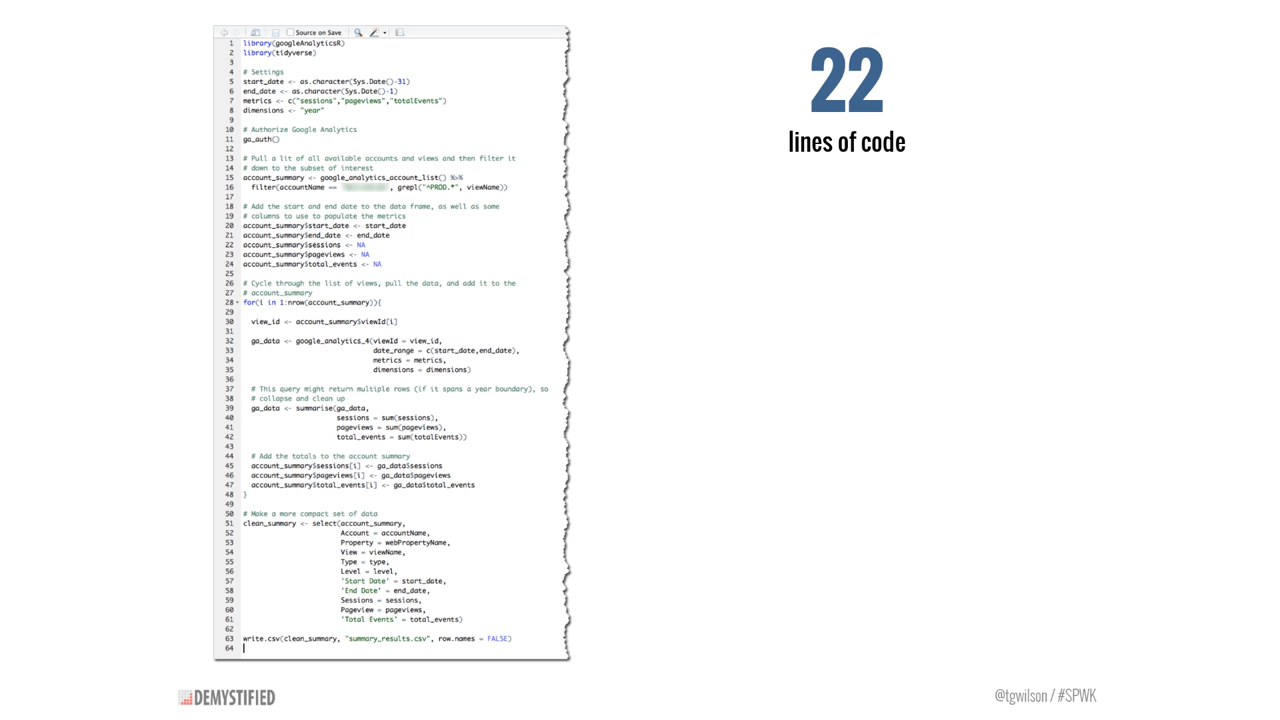 Source on Save
1 library(googleAnalyticsR)
2 library(tidyverse)
3
4 # Settings
5 start_date <- as.character(Sys.Date()-31)
6 end_date <- as.character(Sys.Date()-1)
7 metrics <- c("sessions","pageviews","totalEvents")
8 dimensions <- "year"
9
10 # Authorize Google Analytics
11 ga_auth()
12
13 # Pull a lit of all available accounts and views and then filter it
14 # down to the subset of interest
15 account_summary <- google_analytics_account_list() %>%
16 filter(accountName == , grepl("^PROD.*", viewName))
17
18 # Add the start and end date to the data frame, as well as some
19 # columns to use to populate the metrics
20 account_summary$start_date <- start_date
21 account_summary$end_date <- end_date
22 account_summary$sessions <- NA
23 account_summary$pageviews <- NA
24 account_summary$total_events <- NA
25
26 # Cycle through the list of views, pull the data, and add it to the
27 # account_summary
28 for(i in 1:nrow(account_summary)){
29
30 view_id <- account_summary$viewId[i]
31
32 ga_data <- google_analytics_4(viewId = view_id,
33 date_range = c(start_date,end_date),
34 metrics = metrics,
35 dimensions = dimensions)
36
37 # This query might return multiple rows (if it spans a year boundary), so
38 # collapse and clean up
39 ga_data <- summarise(ga_data,
40 sessions = sum(sessions),
41 pageviews = sum(pageviews),
42 total_events = sum(totalEvents))
43
44 # Add the totals to the account summary
45 account_summary$sessions[i] <- ga_data$sessions
46 account_summary$pageviews[i] <- ga_data$pageviews
47 account_summary$total_events[i] <- ga_data$total_events
48 }
49
50 # Make a more compact set of data
51 clean_summary <- select(account_summary,
52 Account = accountName,
53 Property = webPropertyName,
54 View = viewName,
55 Type = type,
56 Level = level,
57 'Start Date' = start_date,
58 'End Date' = end_date,
59 Sessions = sessions,
60 Pageview = pageviews,
61 'Total Events' = total_events)
62
63 write.csv(clean_summary, "summary_results.csv", row.names = FALSE)
64
22
lines of code
DEMYSTIFIED
@tgwilson / #SPWK